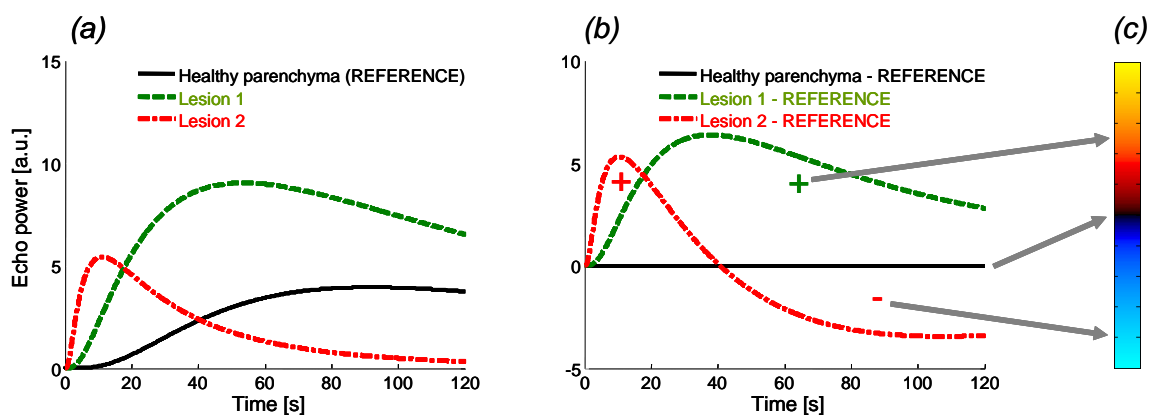 (a)
15
10
5
0
Echo power [a.u.]
Healthy parenchyma (REFERENCE)
Lesion 1
Lesion 2
0 20 40 60 80 100 120
Time [s]
(b)
10
5
0
-5
Healthy parenchyma - REFERENCE
Lesion 1 - REFERENCE
Lesion 2 - REFERENCE
+
+
-
0 20 40 60 80 100 120
Time [s]
(c)